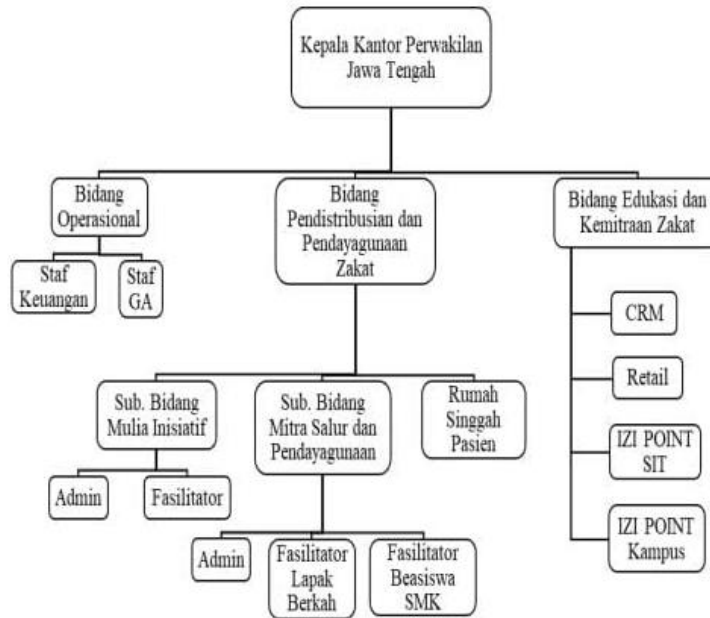 Kepala Kantor Perwakilan
Jawa Tengah
Bidang
Operasional
Bidang
Pendistribusian dan
Pendayagunaan
Zakat
Bidang Edukasi dan
Kemitraan Zakat
Staf
Keuangan
Staf
GA
CRM
Retail
IZI POINT
SIT
IZI POINT
Kampus
Sub. Bidang
Mulia Inisiatif
Sub. Bidang
Mitra Salur dan
Pendayagunaan
Rumah
Singgah
Pasien
Admin
Fasilitator
Admin
Fasilitator
Lapak
Berkah
Fasilitator
Beasiswa
SMK